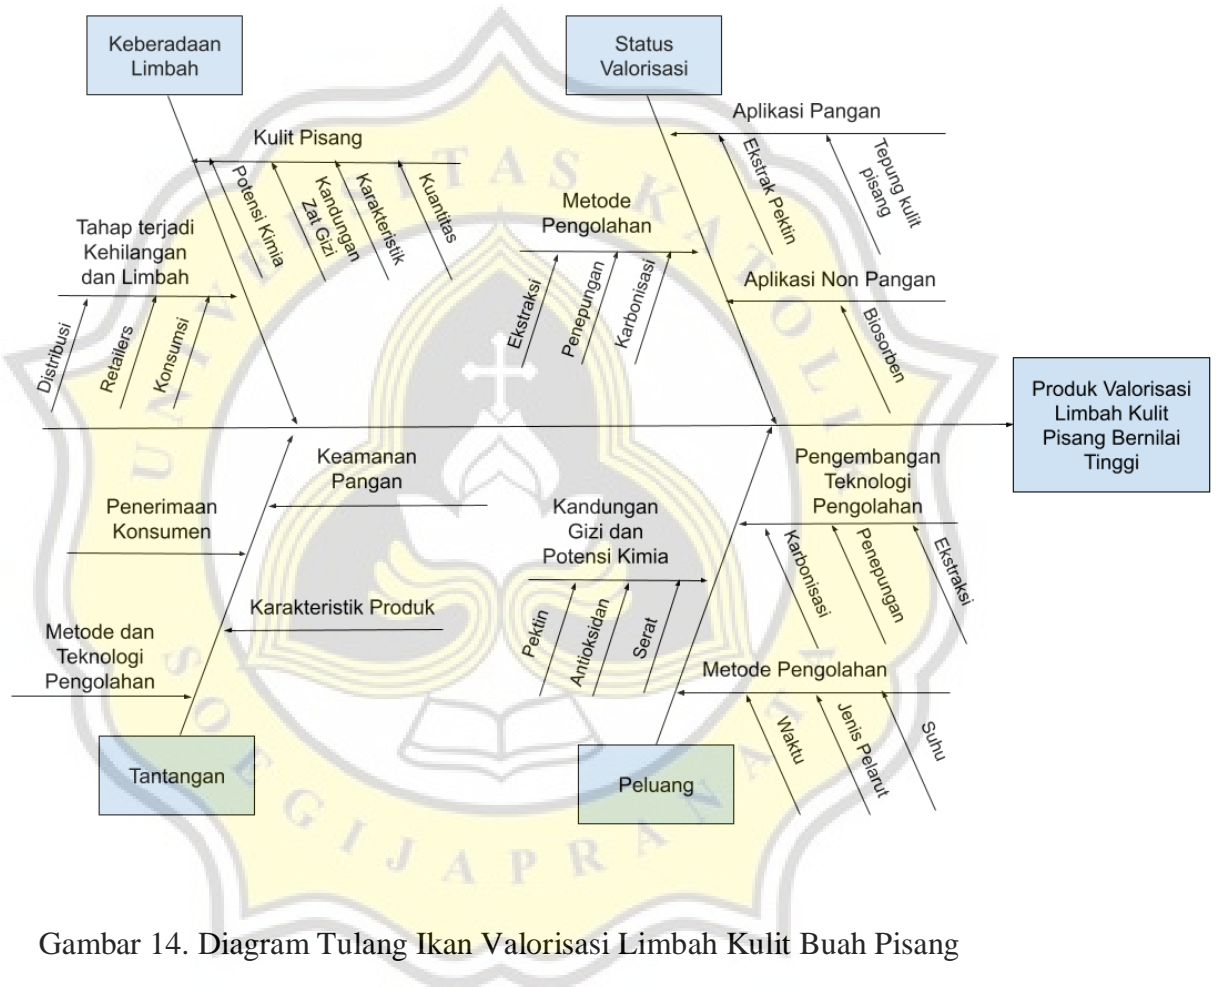 Keberadaan
Limbah
Kulit Pisang
Potensi Kimia
Kandungan
Zat Gizi
Karakteristik
Kuantitas
Tahap terjadi
Kehilangan
dan Limbah
Distribusi
Retailers
Konsumsi
Status
Valorisasi
Aplikasi Pangan
Ekstrak Pektin
Tepung kulit
pisang
Metode
Pengolahan
Ekstraksi
Penepungan
Karbonisasi
Aplikasi Non Pangan
Biosorben
Produk Valorisasi
Limbah Kulit
Pisang Bernilai
Tinggi
Keamanan
Pangan
Penerimaan
Konsumen
Karakteristik Produk
Metode dan
Teknologi
Pengolahan
Tantangan
Pengembangan
Teknologi
Pengolahan
Karbonisasi
Penepungan
Ekstraksi
Kandungan
Gizi dan
Potensi Kimia
Pektin
Antioksidan
Serat
Metode Pengolahan
Waktu
Jenis Pelarut
Suhu
Peluang
UNIVERSITAS KATOLIK
SOEGIJAPRANATA
Gambar 14. Diagram Tulang Ikan Valorisasi Limbah Kulit Buah Pisang